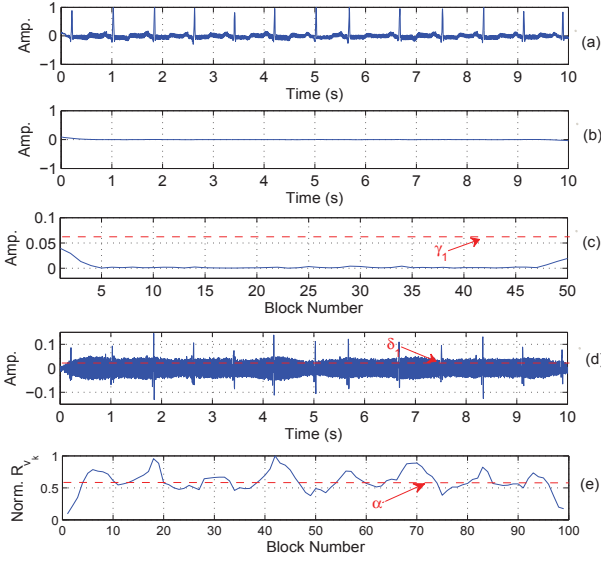 1
0
−1
Amp.
0 1 2 3 4 5 6 7 8 9 10
Time (s)
(a)
1
0
−1
Amp.
0 1 2 3 4 5 6 7 8 9 10
Time (s)
(b)
0.1
0.05
0
Amp.
γ1
5 10 15 20 25 30 35 40 45 50
Block Number
(c)
0.1
0
−0.1
Amp.
δ1
0 1 2 3 4 5 6 7 8 9 10
Time (s)
(d)
1
0.5
0
Norm. Rvk
α
0 10 20 30 40 50 60 70 80 90 100
Block Number
(e)